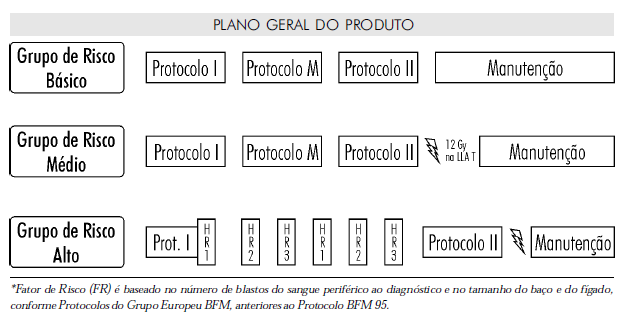 PLANO GERAL DO PRODUTO
Grupo de Risco
Básico
Protocolo I
Protocolo M
Protocolo II
Manutenção
Grupo de Risco
Médio
Protocolo I
Protocolo M
Protocolo II
12 Gy
na LLA T
Manutenção
Grupo de Risco
Alto
Prot. I
HR1
HR2
HR3
HR1
HR2
HR3
Protocolo II
Manutenção
*Fator de Risco (FR) é baseado no número de blastos do sangue periférico ao diagnóstico e no tamanho do baço e do fígado,
conforme Protocolos do Grupo Europeu BFM, anteriores ao Protocolo BFM 95.